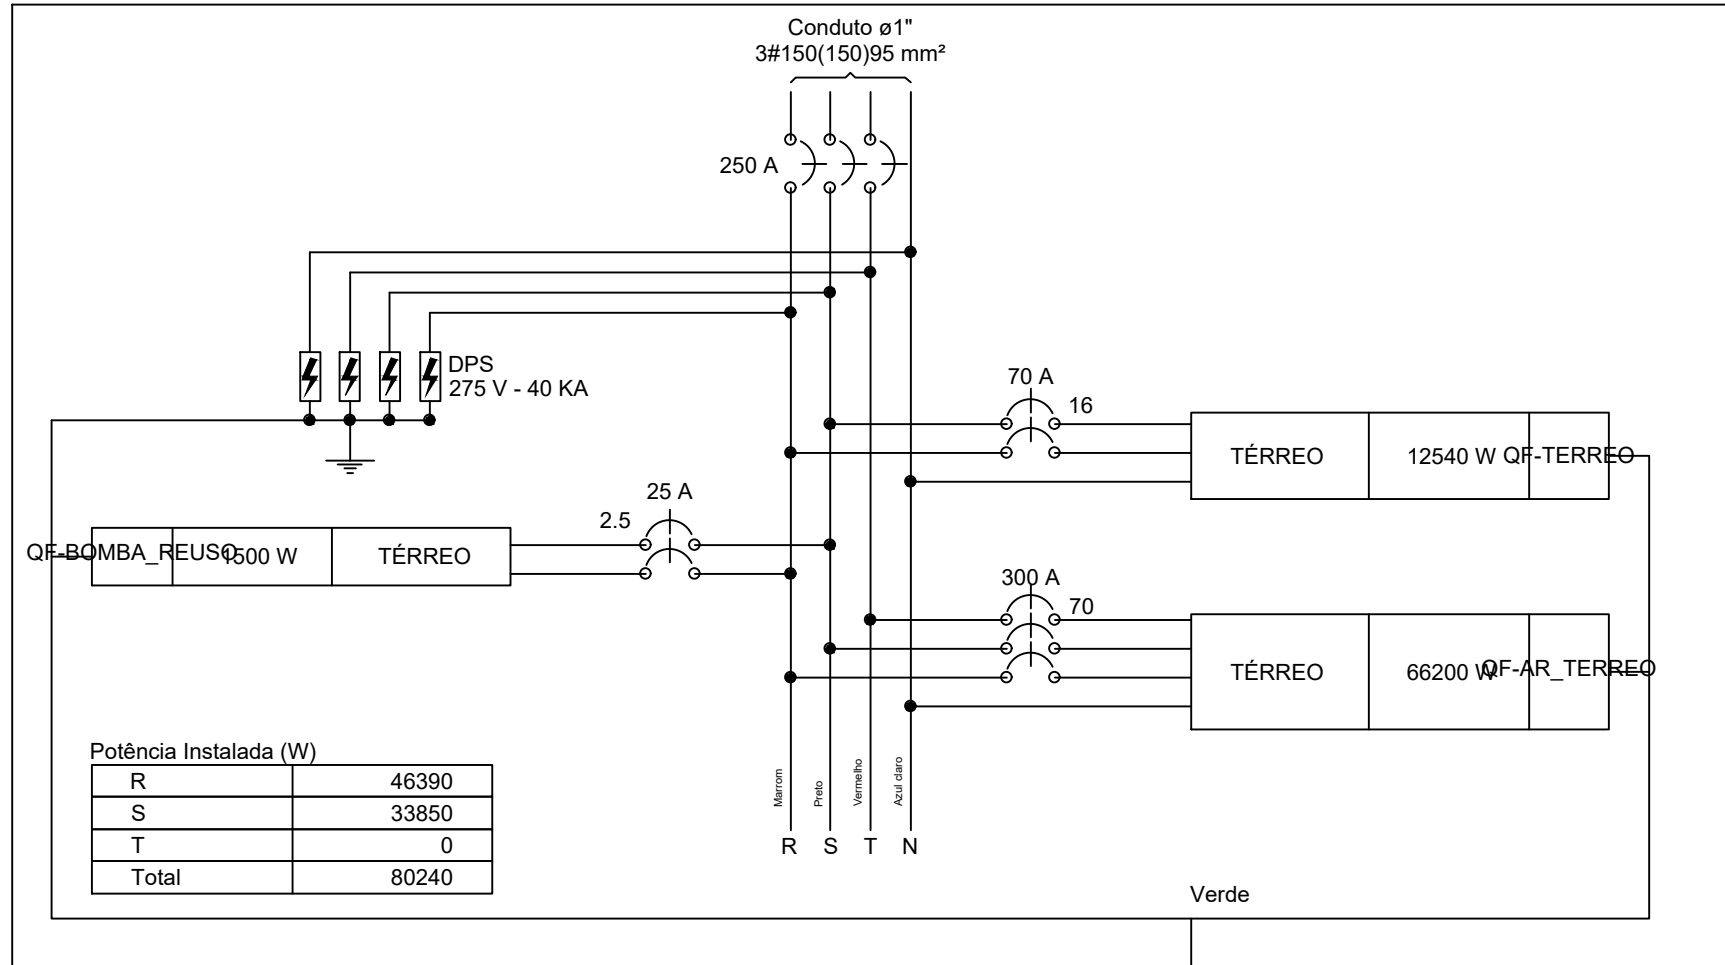 Conduto ø1"
3#150(150)95 mm²
250 A
DPS
275 V - 40 KA
70 A
16
TÉRREO
12540 W
QF-TERREO
25 A
2.5
QF-BOMBA_REUSO
1500 W
TÉRREO
300 A
70
TÉRREO
66200 W
QF-AR_TERREO
Potência Instalada (W)
R 46390
S 33850
T 0
Total 80240
Marrom
Preto
Vermelho
Azul claro
R S T N
Verde